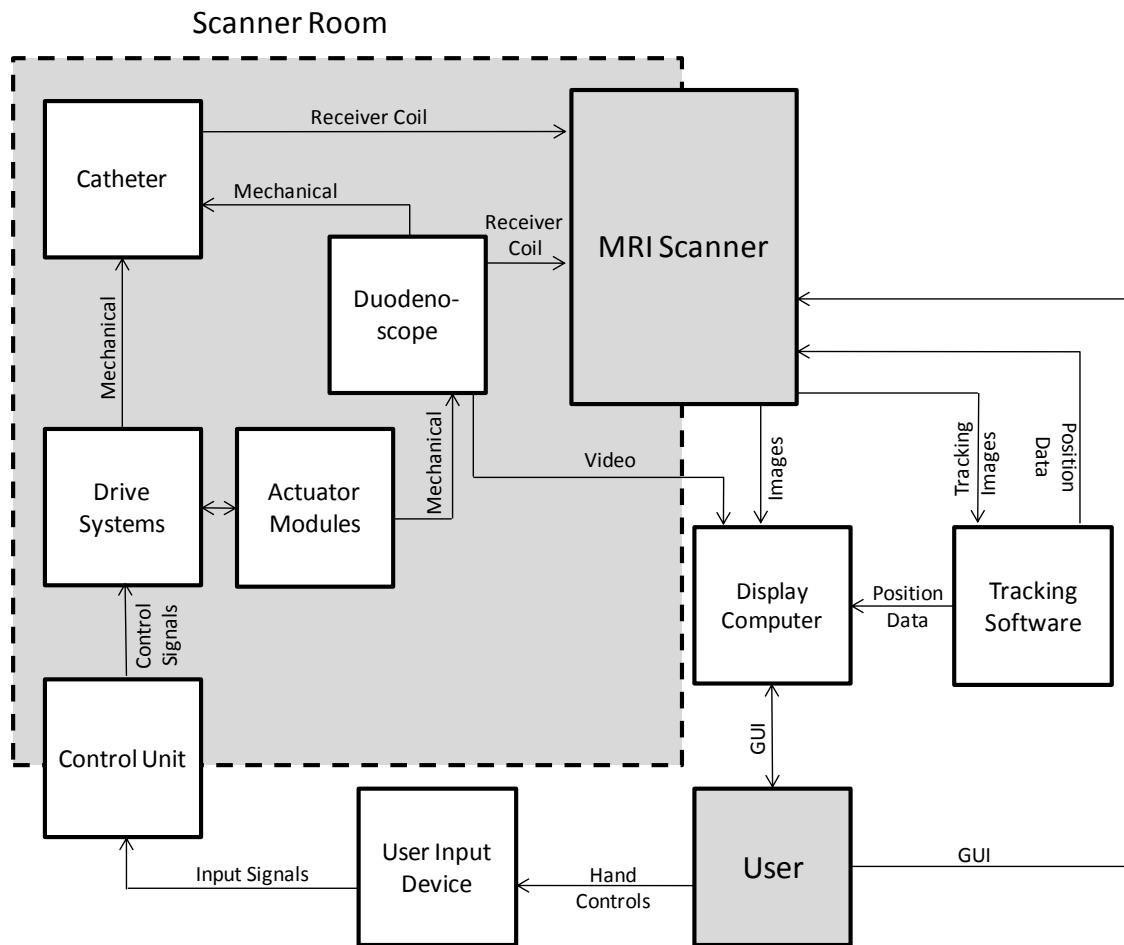 Scanner Room
Receiver Coil
Catheter
Mechanical
Receiver
Coil
MRI Scanner
Duodeno-
scope
Mechanical
Mechanical
Video
Images
Tracking
Images
Position
Data
Drive
Systems
Actuator
Modules
Display
Computer
Position
Data
Tracking
Software
Control
Signals
Control Unit
GUI
User Input
Device
Input Signals
Hand
Controls
User
GUI